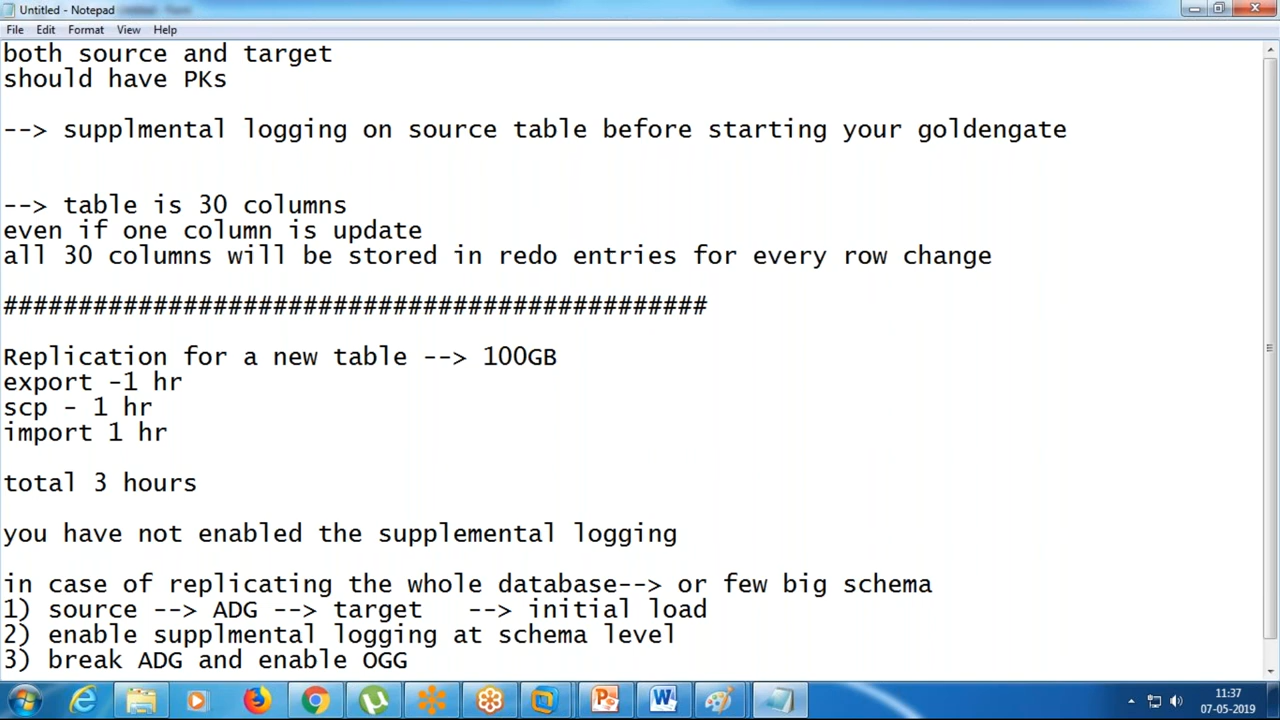 Untitled - Notepad
File Edit Format View Help
both source and target
should have PKs
--> supplmental logging on source table before starting your goldengate
--> table is 30 columns
even if one column is update
all 30 columns will be stored in redo entries for every row change
###############################################
Replication for a new table --> 100GB
export -1 hr
scp - 1 hr
import 1 hr
total 3 hours
you have not enabled the supplemental logging
in case of replicating the whole database--> or few big schema
1) source --> ADG --> target   --> initial load
2) enable supplmental logging at schema level
3) break ADG and enable OGG
11:37
07-05-2019